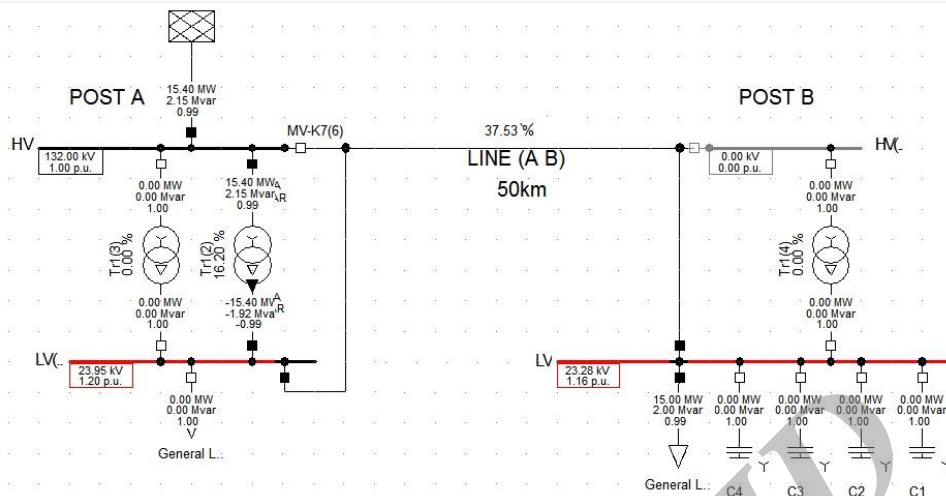 15.40 MW
2.15 Mvar
0.99
POST A
POST B
HV
MV-K7(6)
37.53 %
LINE (A B)
50km
132.00 kV
1.00 p.u.
0.00 kV
0.00 p.u.
0.00 MW
0.00 Mvar
1.00
15.40 MW
2.15 Mvar
0.99
0.00 MW
0.00 Mvar
1.00
Tr1(3)
0.00 %
Tr1(2)
16.20 %
Tr1(4)
0.00 %
0.00 MW
0.00 Mvar
1.00
-15.40 MW
-1.92 Mvar
-0.99
0.00 MW
0.00 Mvar
1.00
LV(..
23.95 kV
1.20 p.u.
LV
23.28 kV
1.16 p.u.
0.00 MW
0.00 Mvar
1.00
General L..
15.00 MW
2.00 Mvar
0.99
0.00 MW
0.00 Mvar
1.00
0.00 MW
0.00 Mvar
1.00
0.00 MW
0.00 Mvar
1.00
0.00 MW
0.00 Mvar
1.00
General L..
C4
C3
C2
C1